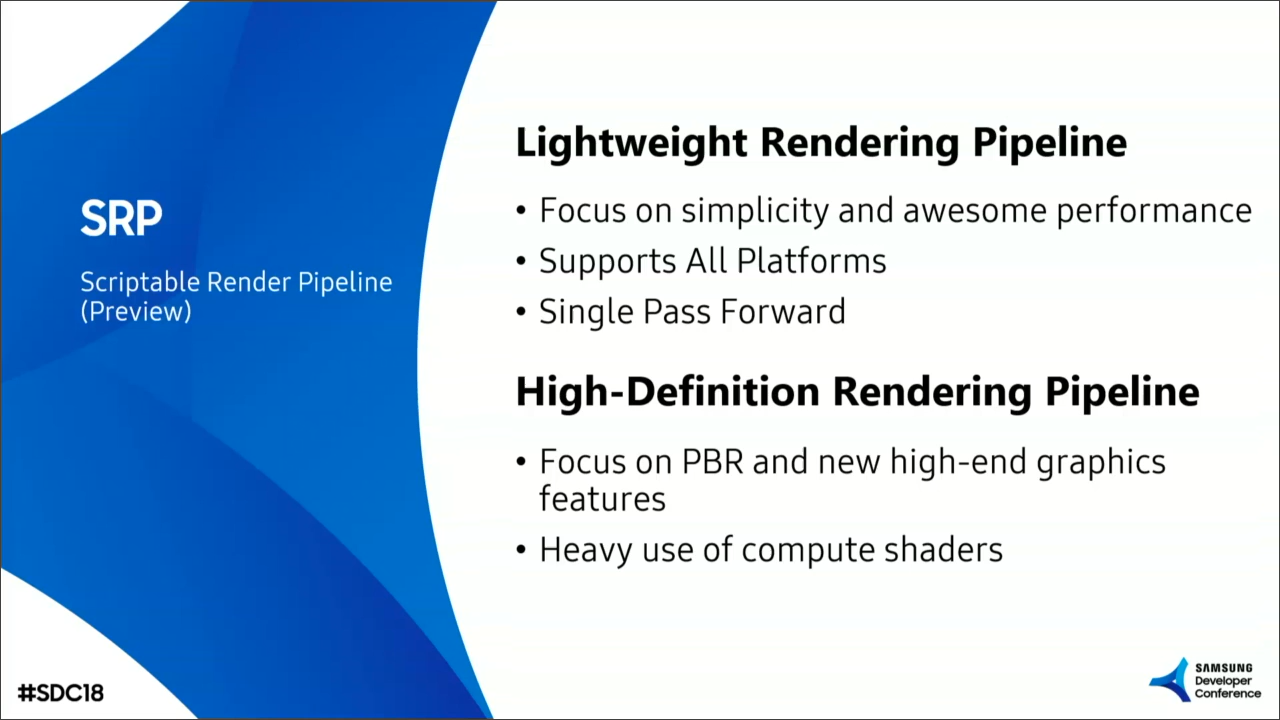 SRP
Scriptable Render Pipeline
(Preview)
Lightweight Rendering Pipeline
• Focus on simplicity and awesome performance
• Supports All Platforms
• Single Pass Forward
High-Definition Rendering Pipeline
• Focus on PBR and new high-end graphics
features
• Heavy use of compute shaders
#SDC18
SAMSUNG
Developer
Conference